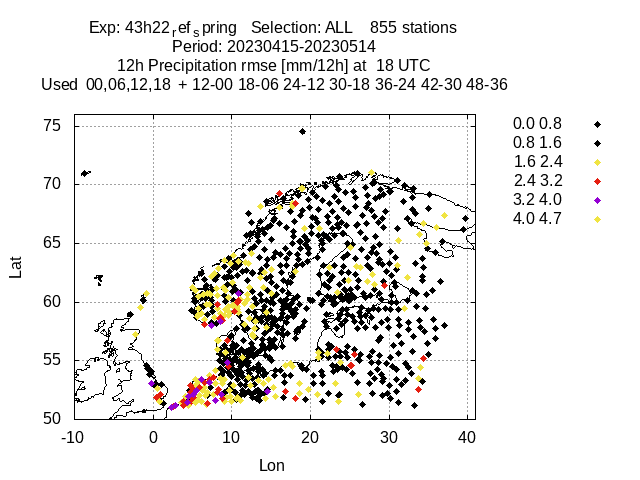 Exp: 43h22ref_spring   Selection: ALL    855 stations
Period: 20230415-20230514
12h Precipitation rmse [mm/12h] at  18 UTC
Used  00,06,12,18  + 12-00 18-06 24-12 30-18 36-24 42-30 48-36
0.0 0.8
0.8 1.6
1.6 2.4
2.4 3.2
3.2 4.0
4.0 4.7
75
70
65
60
55
50
Lat
-10 0 10 20 30 40
Lon